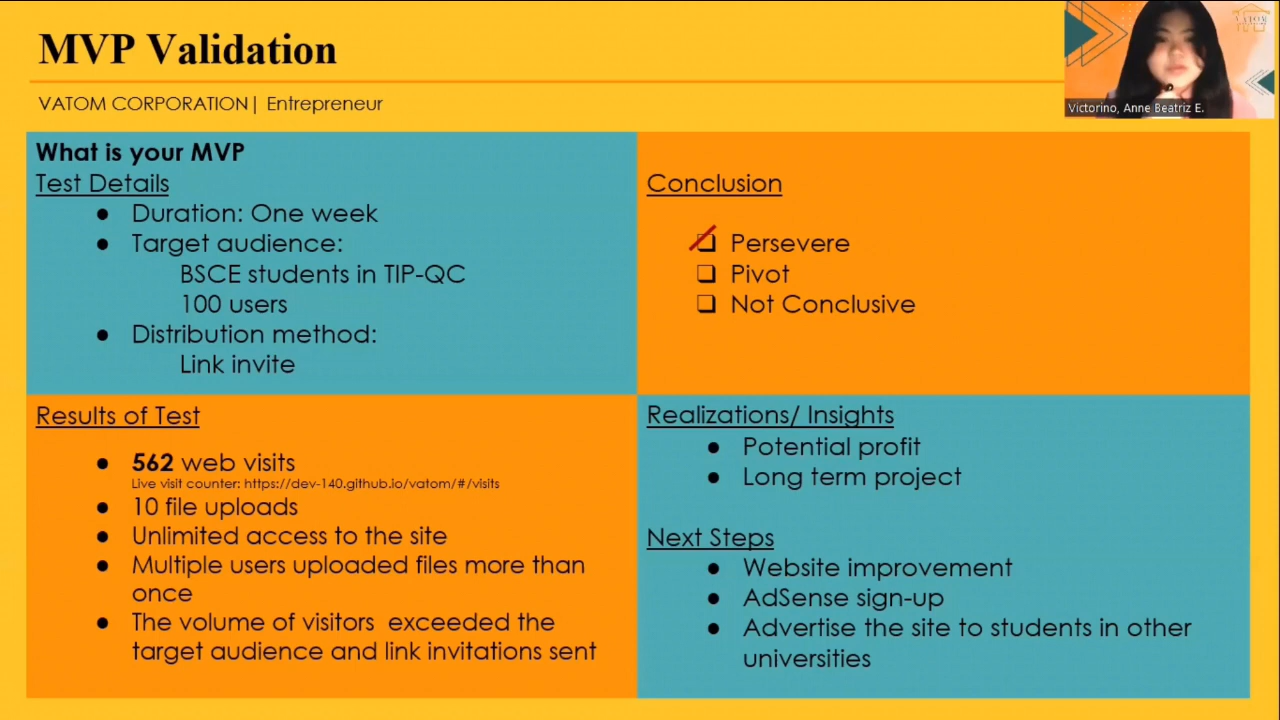 MVP Validation
VATOM CORPORATION| Entrepreneur
VATOM
Victorino, Anne Beatriz E.
What is your MVP
Test Details
● Duration: One week
● Target audience:
BSCE students in TIP-QC
100 users
● Distribution method:
Link invite
Conclusion
❑ Persevere
❑ Pivot
❑ Not Conclusive
Results of Test
● 562 web visits
Live visit counter: https://dev-140.github.io/vatom/#/visits
● 10 file uploads
● Unlimited access to the site
● Multiple users uploaded files more than
once
● The volume of visitors exceeded the
target audience and link invitations sent
Realizations/ Insights
● Potential profit
● Long term project
Next Steps
● Website improvement
● AdSense sign-up
● Advertise the site to students in other
universities